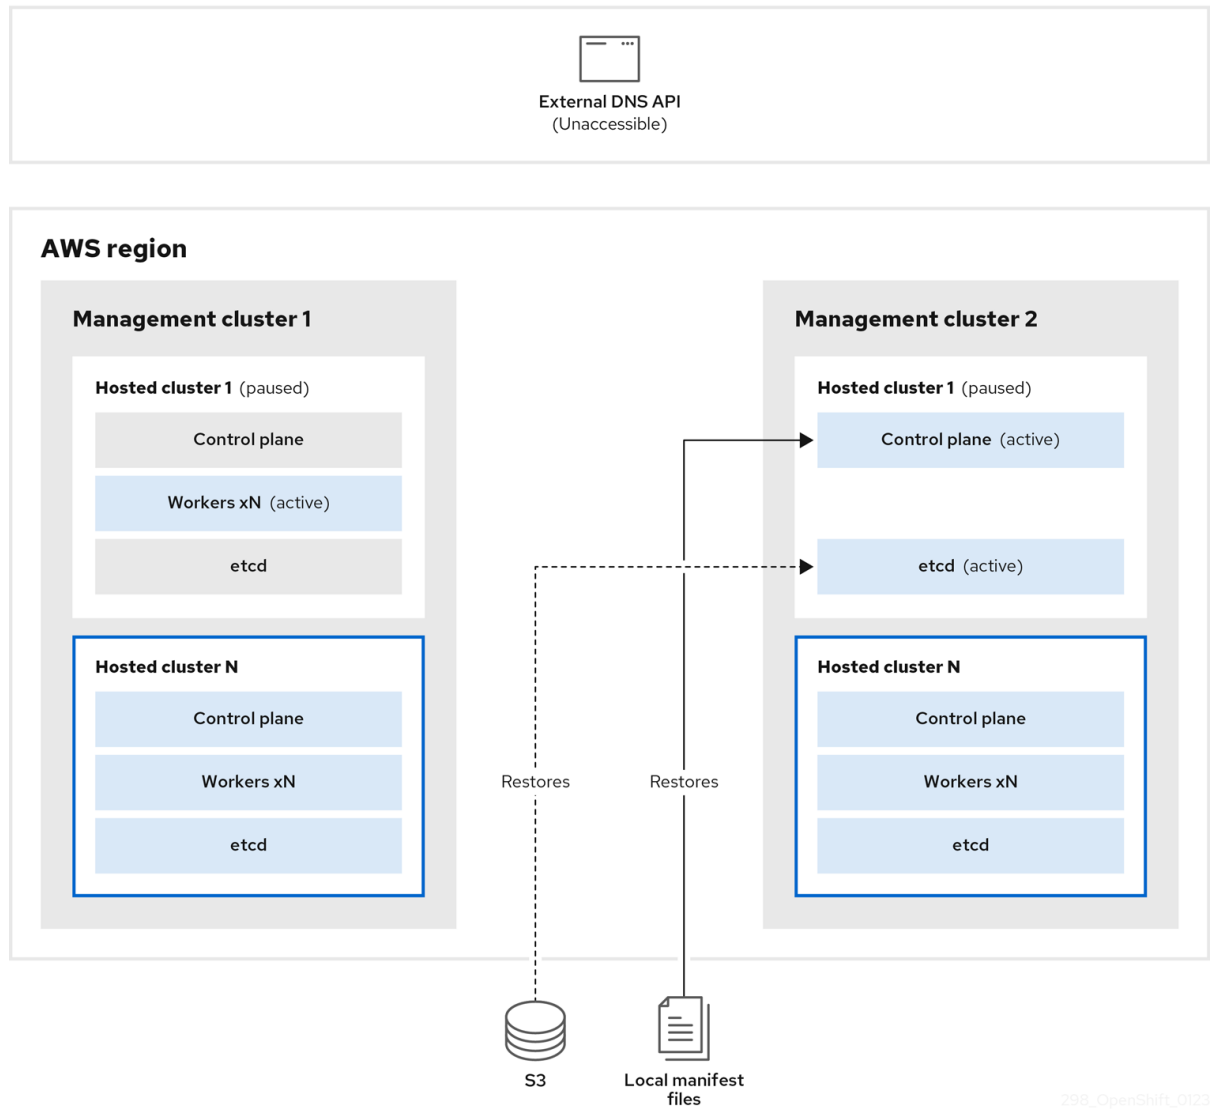 External DNS API
(Unaccessible)
AWS region
Management cluster 1
Hosted cluster 1 (paused)
Control plane
Workers xN (active)
etcd
Hosted cluster N
Control plane
Workers xN
etcd
Management cluster 2
Hosted cluster 1 (paused)
Control plane (active)
etcd (active)
Hosted cluster N
Control plane
Workers xN
etcd
Restores
Restores
S3
Local manifest
files
298_OpenShift_0123